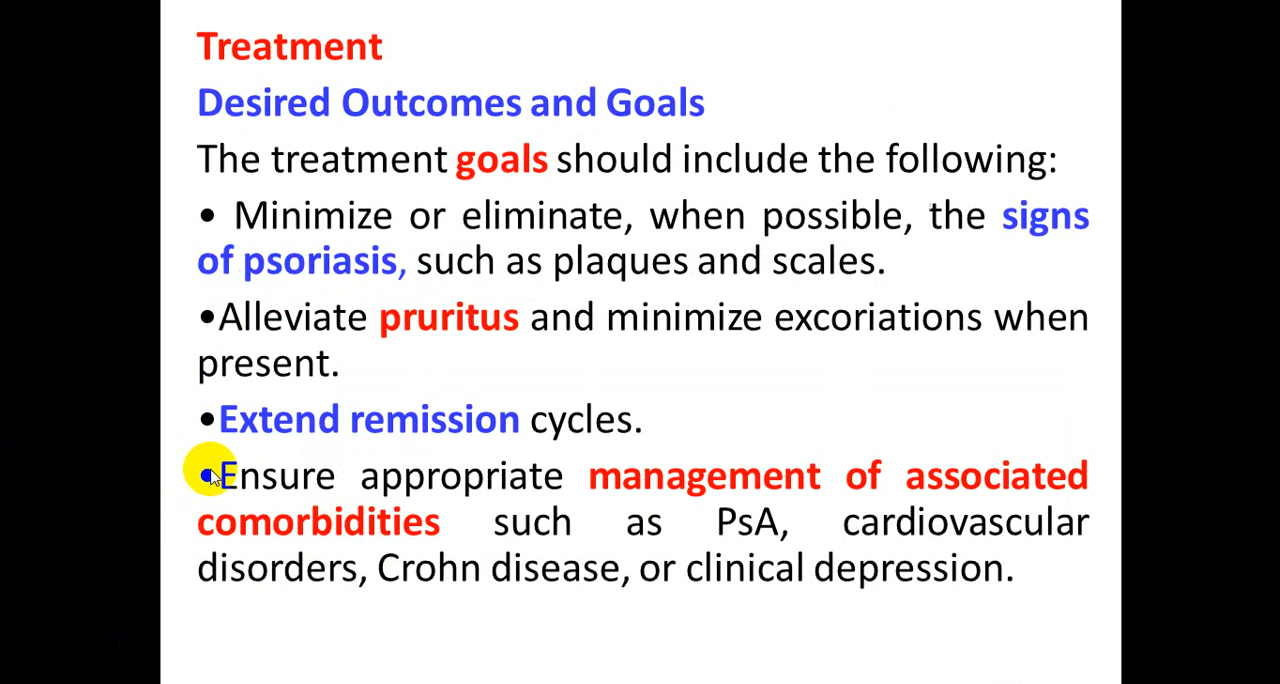 Treatment
Desired Outcomes and Goals
The treatment goals should include the following:
• Minimize or eliminate, when possible, the signs
of psoriasis, such as plaques and scales.
•Alleviate pruritus and minimize excoriations when
present.
•Extend remission cycles.
•Ensure appropriate management of associated
comorbidities such as PsA, cardiovascular
disorders, Crohn disease, or clinical depression.